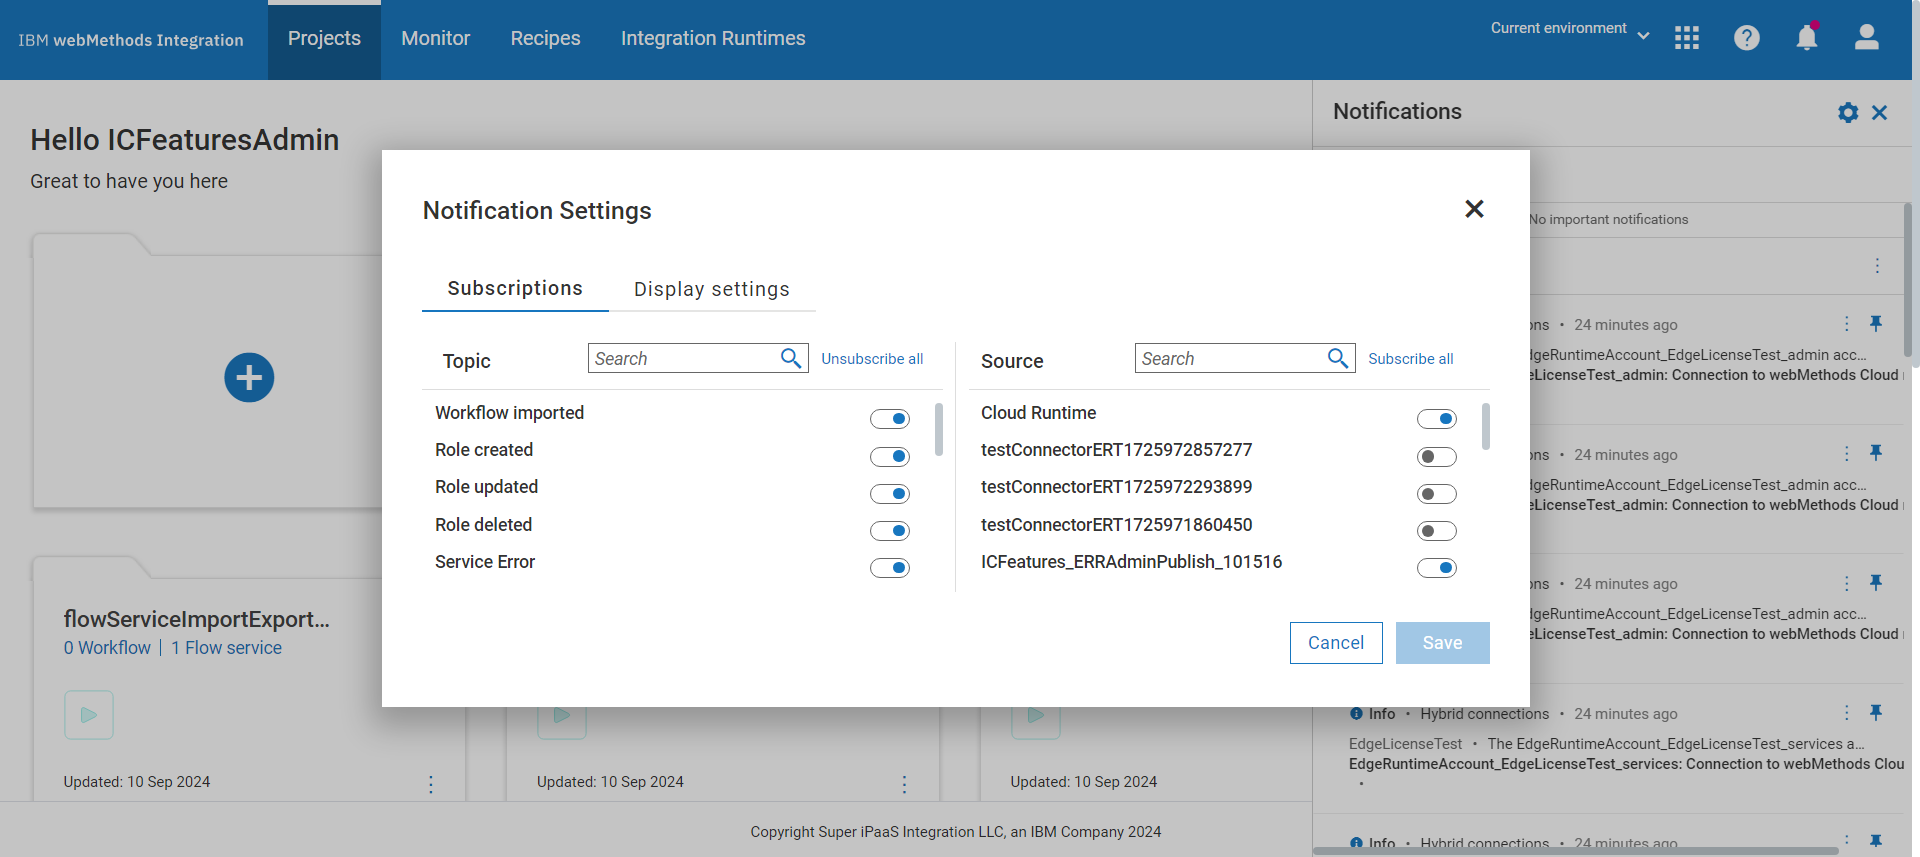 IBM webMethods Integration
Projects
Monitor
Recipes
Integration Runtimes
Current environment
Hello ICFeaturesAdmin
Great to have you here
Notifications
No important notifications
Notification Settings
Subscriptions
Display settings
Topic
Search
Unsubscribe all
Source
Search
Subscribe all
Workflow imported
Role created
Role updated
Role deleted
Service Error
Cloud Runtime
testConnectorERT1725972857277
testConnectorERT1725972293899
testConnectorERT1725971860450
ICFeatures_ERRAdminPublish_101516
Cancel
Save
flowServiceImportExport...
0 Workflow | 1 Flow service
Updated: 10 Sep 2024
Updated: 10 Sep 2024
Updated: 10 Sep 2024
ons • 24 minutes ago
dgeRuntimeAccount_EdgeLicenseTest_admin acc...
eLicenseTest_admin: Connection to webMethods Cloud
ons • 24 minutes ago
dgeRuntimeAccount_EdgeLicenseTest_admin acc...
eLicenseTest_admin: Connection to webMethods Cloud
ons • 24 minutes ago
dgeRuntimeAccount_EdgeLicenseTest_admin acc...
eLicenseTest_admin: Connection to webMethods Cloud
Info • Hybrid connections • 24 minutes ago
EdgeLicenseTest • The EdgeRuntimeAccount_EdgeLicenseTest_services a...
EdgeRuntimeAccount_EdgeLicenseTest_services: Connection to webMethods Clou
•
Info • Hybrid connections • 24 minutes ago
Copyright Super iPaaS Integration LLC, an IBM Company 2024